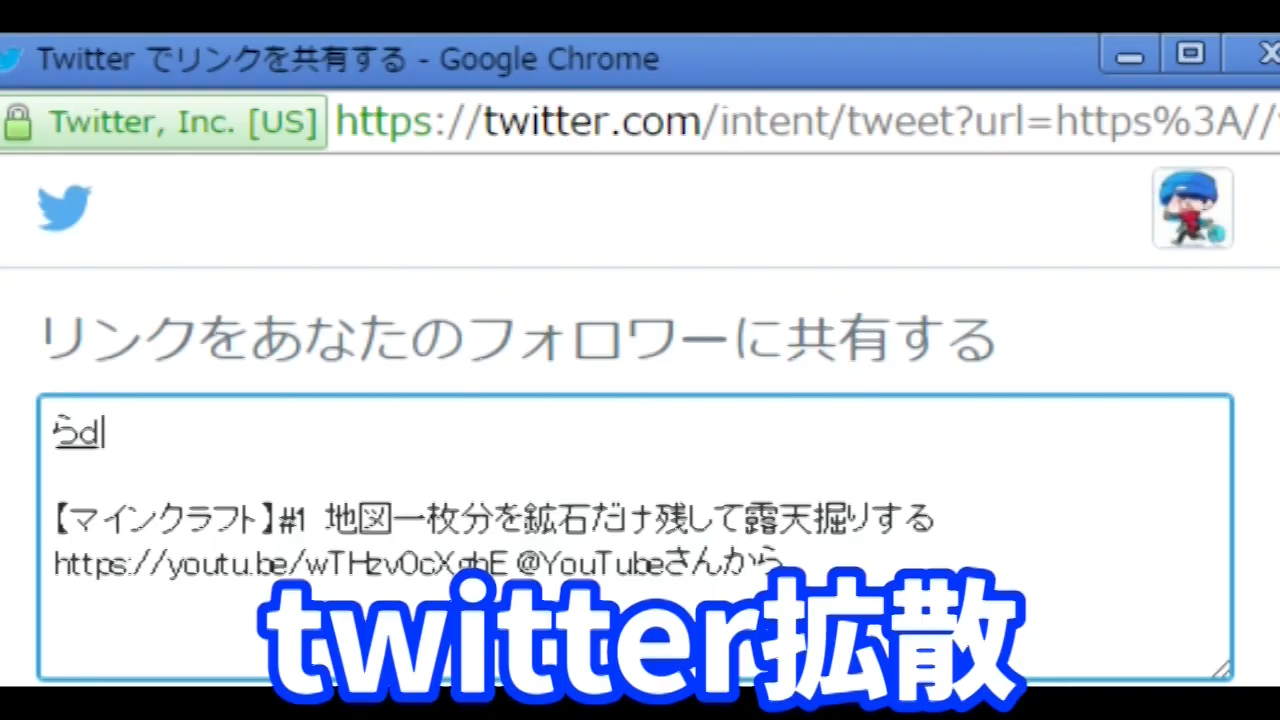 Twitter でリンクを共有する - Google Chrome
Twitter, Inc. [US] https://twitter.com/intent/tweet?url=https%3A//
リンクをあなたのフォロワーに共有する
らd
【マインクラフト】#1 地図一枚分を鉱石だけ残して露天掘りする
@YouTubeさんから
twitter拡散